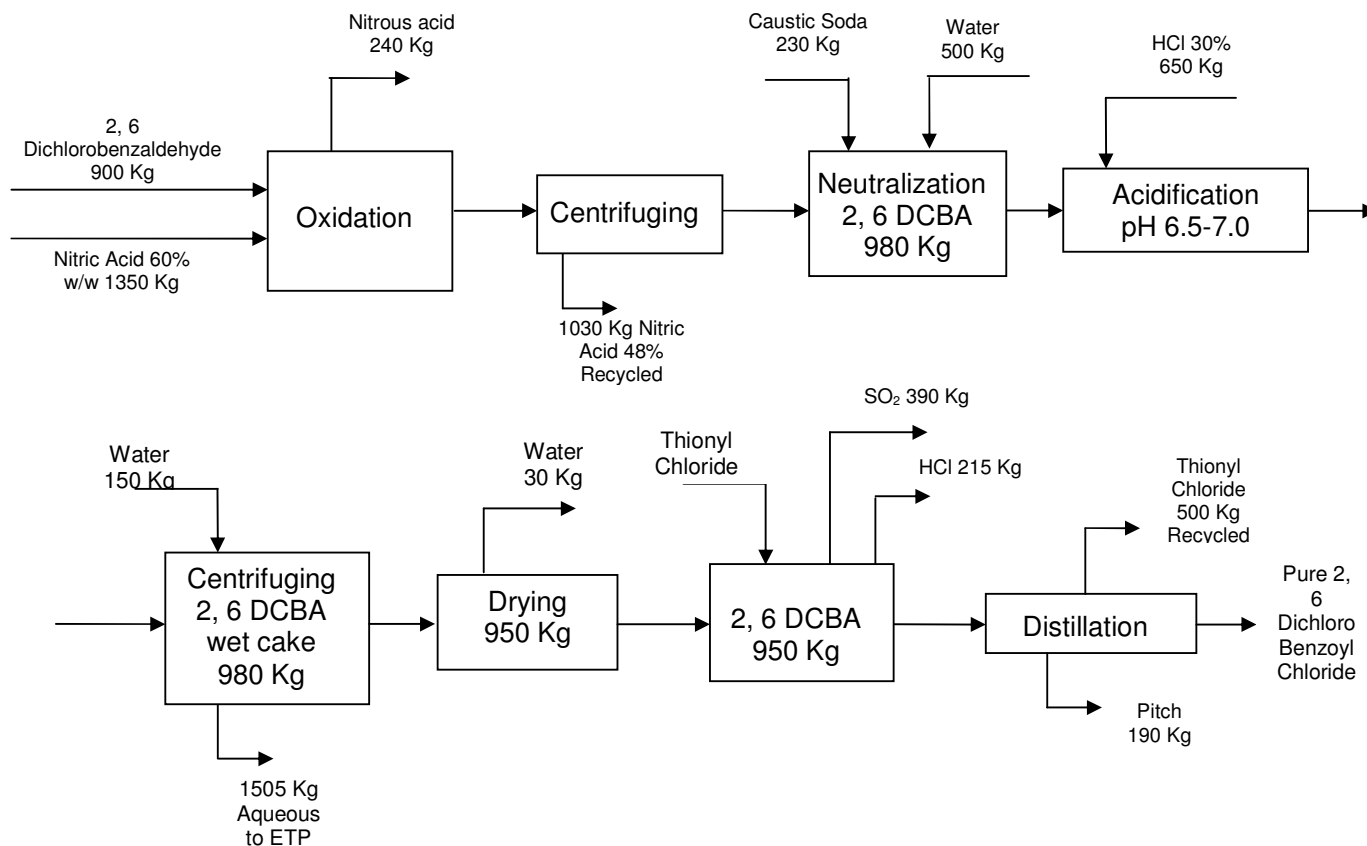 Nitrous acid
240 Kg
Caustic Soda
230 Kg
Water
500 Kg
HCl 30%
650 Kg
2, 6
Dichlorobenzaldehyde
900 Kg
Nitric Acid 60%
w/w 1350 Kg
Oxidation
Centrifuging
1030 Kg Nitric
Acid 48%
Recycled
Neutralization
2, 6 DCBA
980 Kg
Acidification
pH 6.5-7.0
Water
150 Kg
Centrifuging
2, 6 DCBA
wet cake
980 Kg
1505 Kg
Aqueous
to ETP
Water
30 Kg
Drying
950 Kg
Thionyl
Chloride
SO₂ 390 Kg
HCl 215 Kg
2, 6 DCBA
950 Kg
Thionyl
Chloride
500 Kg
Recycled
Distillation
Pitch
190 Kg
Pure 2,
6
Dichloro
Benzoyl
Chloride